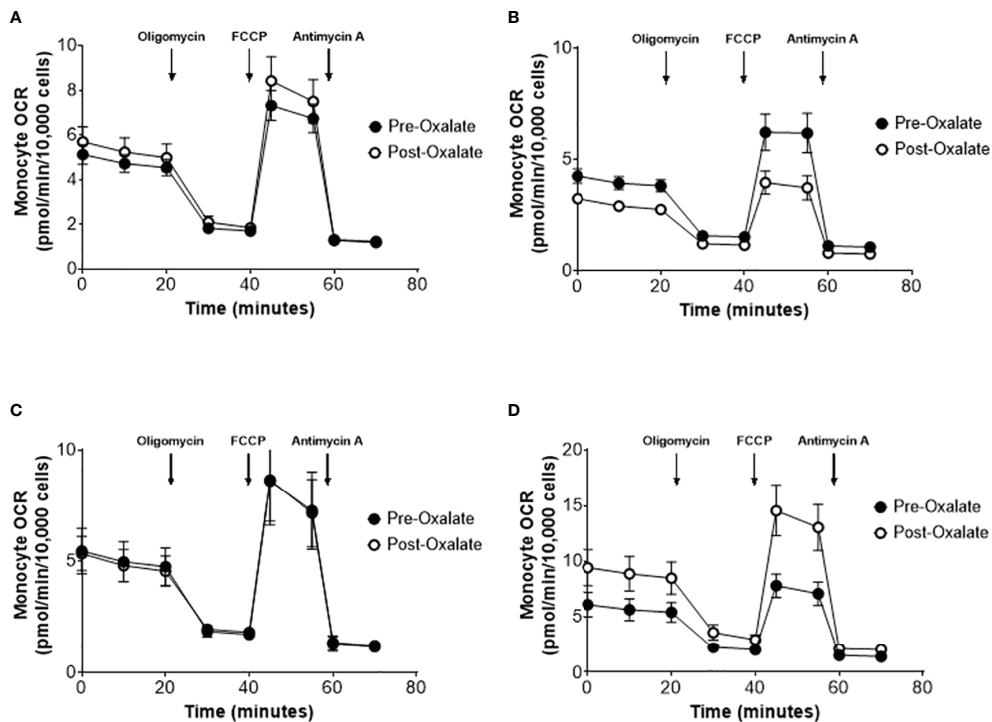 A
Oligomycin FCCP Antimycin A
10
8
6
4
2
0
Monocyte OCR
(pmol/min/10,000 cells)
Pre-Oxalate
Post-Oxalate
0 20 40 60 80
Time (minutes)
B
Oligomycin FCCP Antimycin A
10
5
0
Monocyte OCR
(pmol/min/10,000 cells)
Pre-Oxalate
Post-Oxalate
0 20 40 60 80
Time (minutes)
C
Oligomycin FCCP Antimycin A
10
5
0
Monocyte OCR
(pmol/min/10,000 cells)
Pre-Oxalate
Post-Oxalate
0 20 40 60 80
Time (minutes)
D
Oligomycin FCCP Antimycin A
20
15
10
5
0
Monocyte OCR
(pmol/min/10,000 cells)
Pre-Oxalate
Post-Oxalate
0 20 40 60 80
Time (minutes)